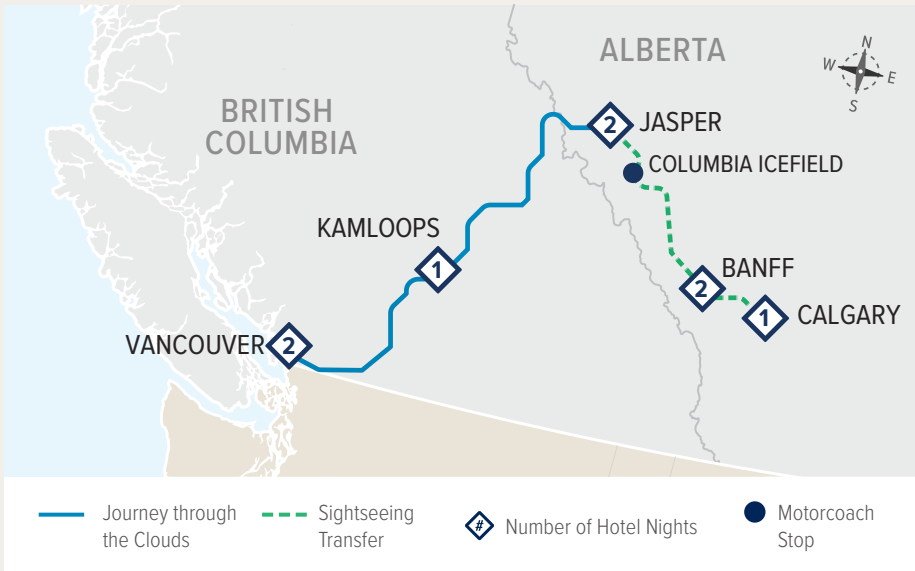 ALBERTA
N
W
E
S
BRITISH
COLUMBIA
2
JASPER
COLUMBIA ICEFIELD
KAMLOOPS
1
BANFF
2
1
CALGARY
VANCOUVER
2
Journey through
the Clouds
Sightseeing
Transfer
#
Number of Hotel Nights
Motorcoach
Stop